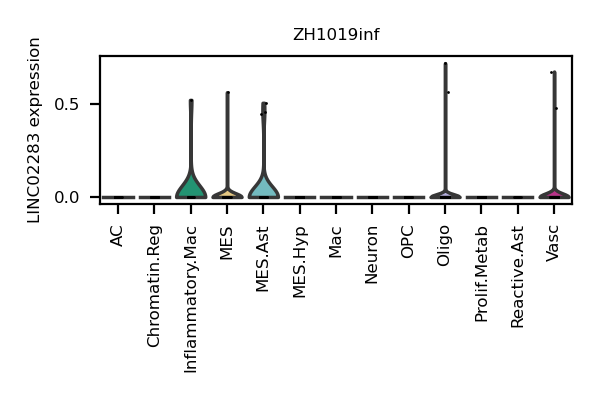 ZH1019inf
LINC02283 expression
0.5
0.0
AC
Chromatin.Reg
Inflammatory.Mac
MES
MES.Ast
MES.Hyp
Mac
Neuron
OPC
Oligo
Prolif.Metab
Reactive.Ast
Vasc